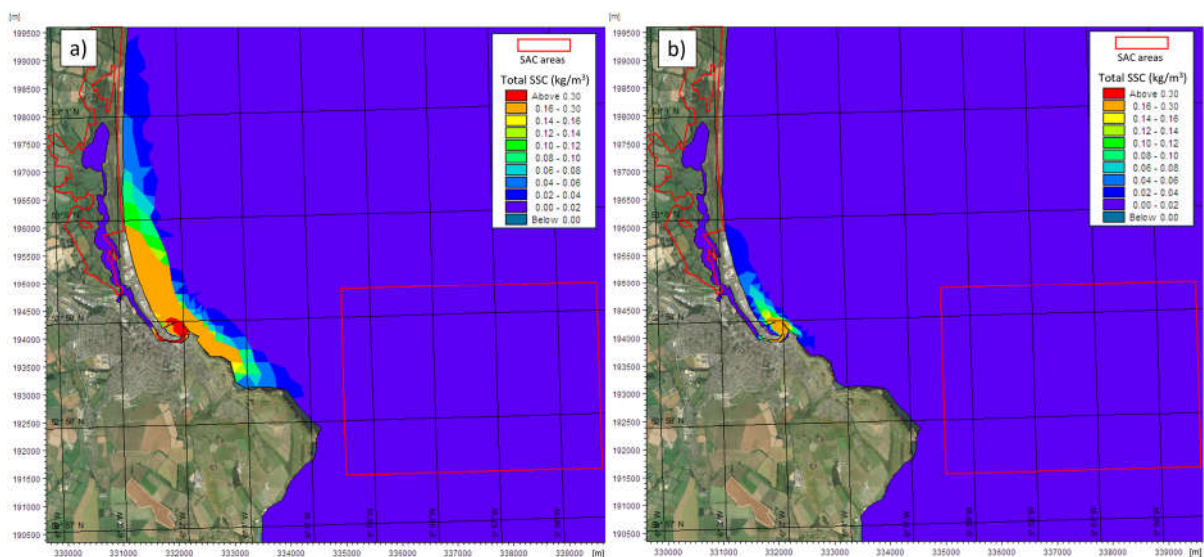 [m]
[m]
a)
b)
199500
199000
198500
198000
197500
197000
196500
196000
195500
195000
194500
194000
193500
193000
192500
192000
191500
191000
190500
SAC areas
Total SSC (kg/m³)
Above 0.30
0.16 - 0.30
0.14 - 0.16
0.12 - 0.14
0.10 - 0.12
0.08 - 0.10
0.06 - 0.08
0.04 - 0.06
0.02 - 0.04
0.00 - 0.02
Below 0.00
330000
331000
332000
333000
334000
335000
336000
337000
338000
339000
[m]
199500
199000
198500
198000
197500
197000
196500
196000
195500
195000
194500
194000
193500
193000
192500
192000
191500
191000
190500
SAC areas
Total SSC (kg/m³)
Above 0.30
0.16 - 0.30
0.14 - 0.16
0.12 - 0.14
0.10 - 0.12
0.08 - 0.10
0.06 - 0.08
0.04 - 0.06
0.02 - 0.04
0.00 - 0.02
Below 0.00
330000
331000
332000
333000
334000
335000
336000
337000
338000
339000
[m]